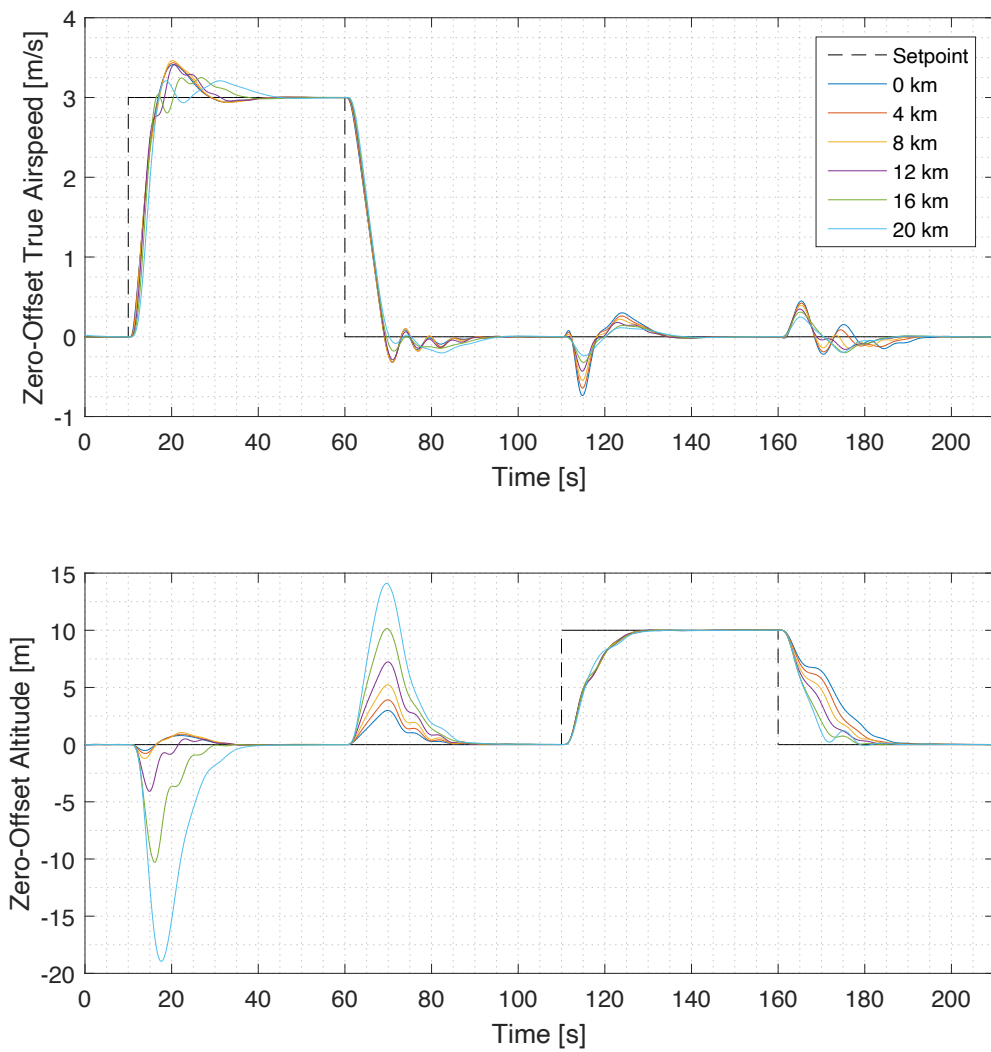 Zero-Offset True Airspeed [m/s]
4
3
2
1
0
-1
0 20 40 60 80 100 120 140 160 180 200
Time [s]
Setpoint
0 km
4 km
8 km
12 km
16 km
20 km
Zero-Offset Altitude [m]
15
10
5
0
-5
-10
-15
-20
0 20 40 60 80 100 120 140 160 180 200
Time [s]